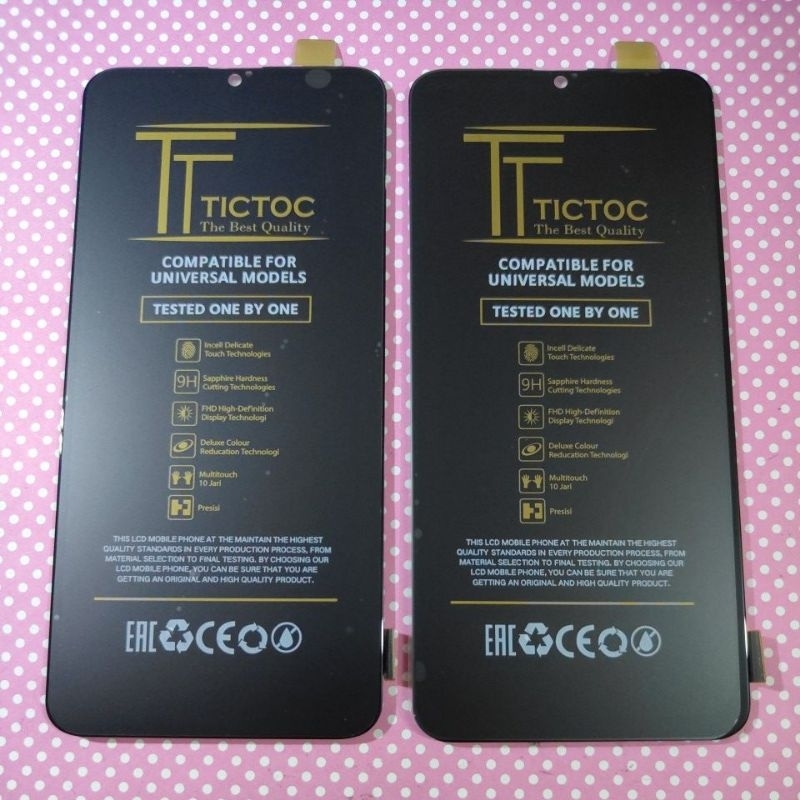 TT TICTOC
The Best Quality
COMPATIBLE FOR
UNIVERSAL MODELS
TESTED ONE BY ONE
Incell Delicate
Touch Technologies
9H
Sapphire Hardness
Cutting Technologies
FHD High-Definition
Display Technologi
Deluxe Colour
Reducation Technologi
Multitouch
10 Jari
Presisi
THIS LCD MOBILE PHONE AT THE MAINTAIN THE HIGHEST
QUALITY STANDARDS IN EVERY PRODUCTION PROCESS, FROM
MATERIAL SELECTION TO FINAL TESTING. BY CHOOSING OUR
LCD MOBILE PHONE, YOU CAN BE SURE THAT YOU ARE
GETTING AN ORIGINAL AND HIGH QUALITY PRODUCT.
EAC CE
TT TICTOC
The Best Quality
COMPATIBLE FOR
UNIVERSAL MODELS
TESTED ONE BY ONE
Incell Delicate
Touch Technologies
9H
Sapphire Hardness
Cutting Technologies
FHD High-Definition
Display Technologi
Deluxe Colour
Reducation Technologi
Multitouch
10 Jari
Presisi
THIS LCD MOBILE PHONE AT THE MAINTAIN THE HIGHEST
QUALITY STANDARDS IN EVERY PRODUCTION PROCESS, FROM
MATERIAL SELECTION TO FINAL TESTING. BY CHOOSING OUR
LCD MOBILE PHONE, YOU CAN BE SURE THAT YOU ARE
GETTING AN ORIGINAL AND HIGH QUALITY PRODUCT.
EAC CE